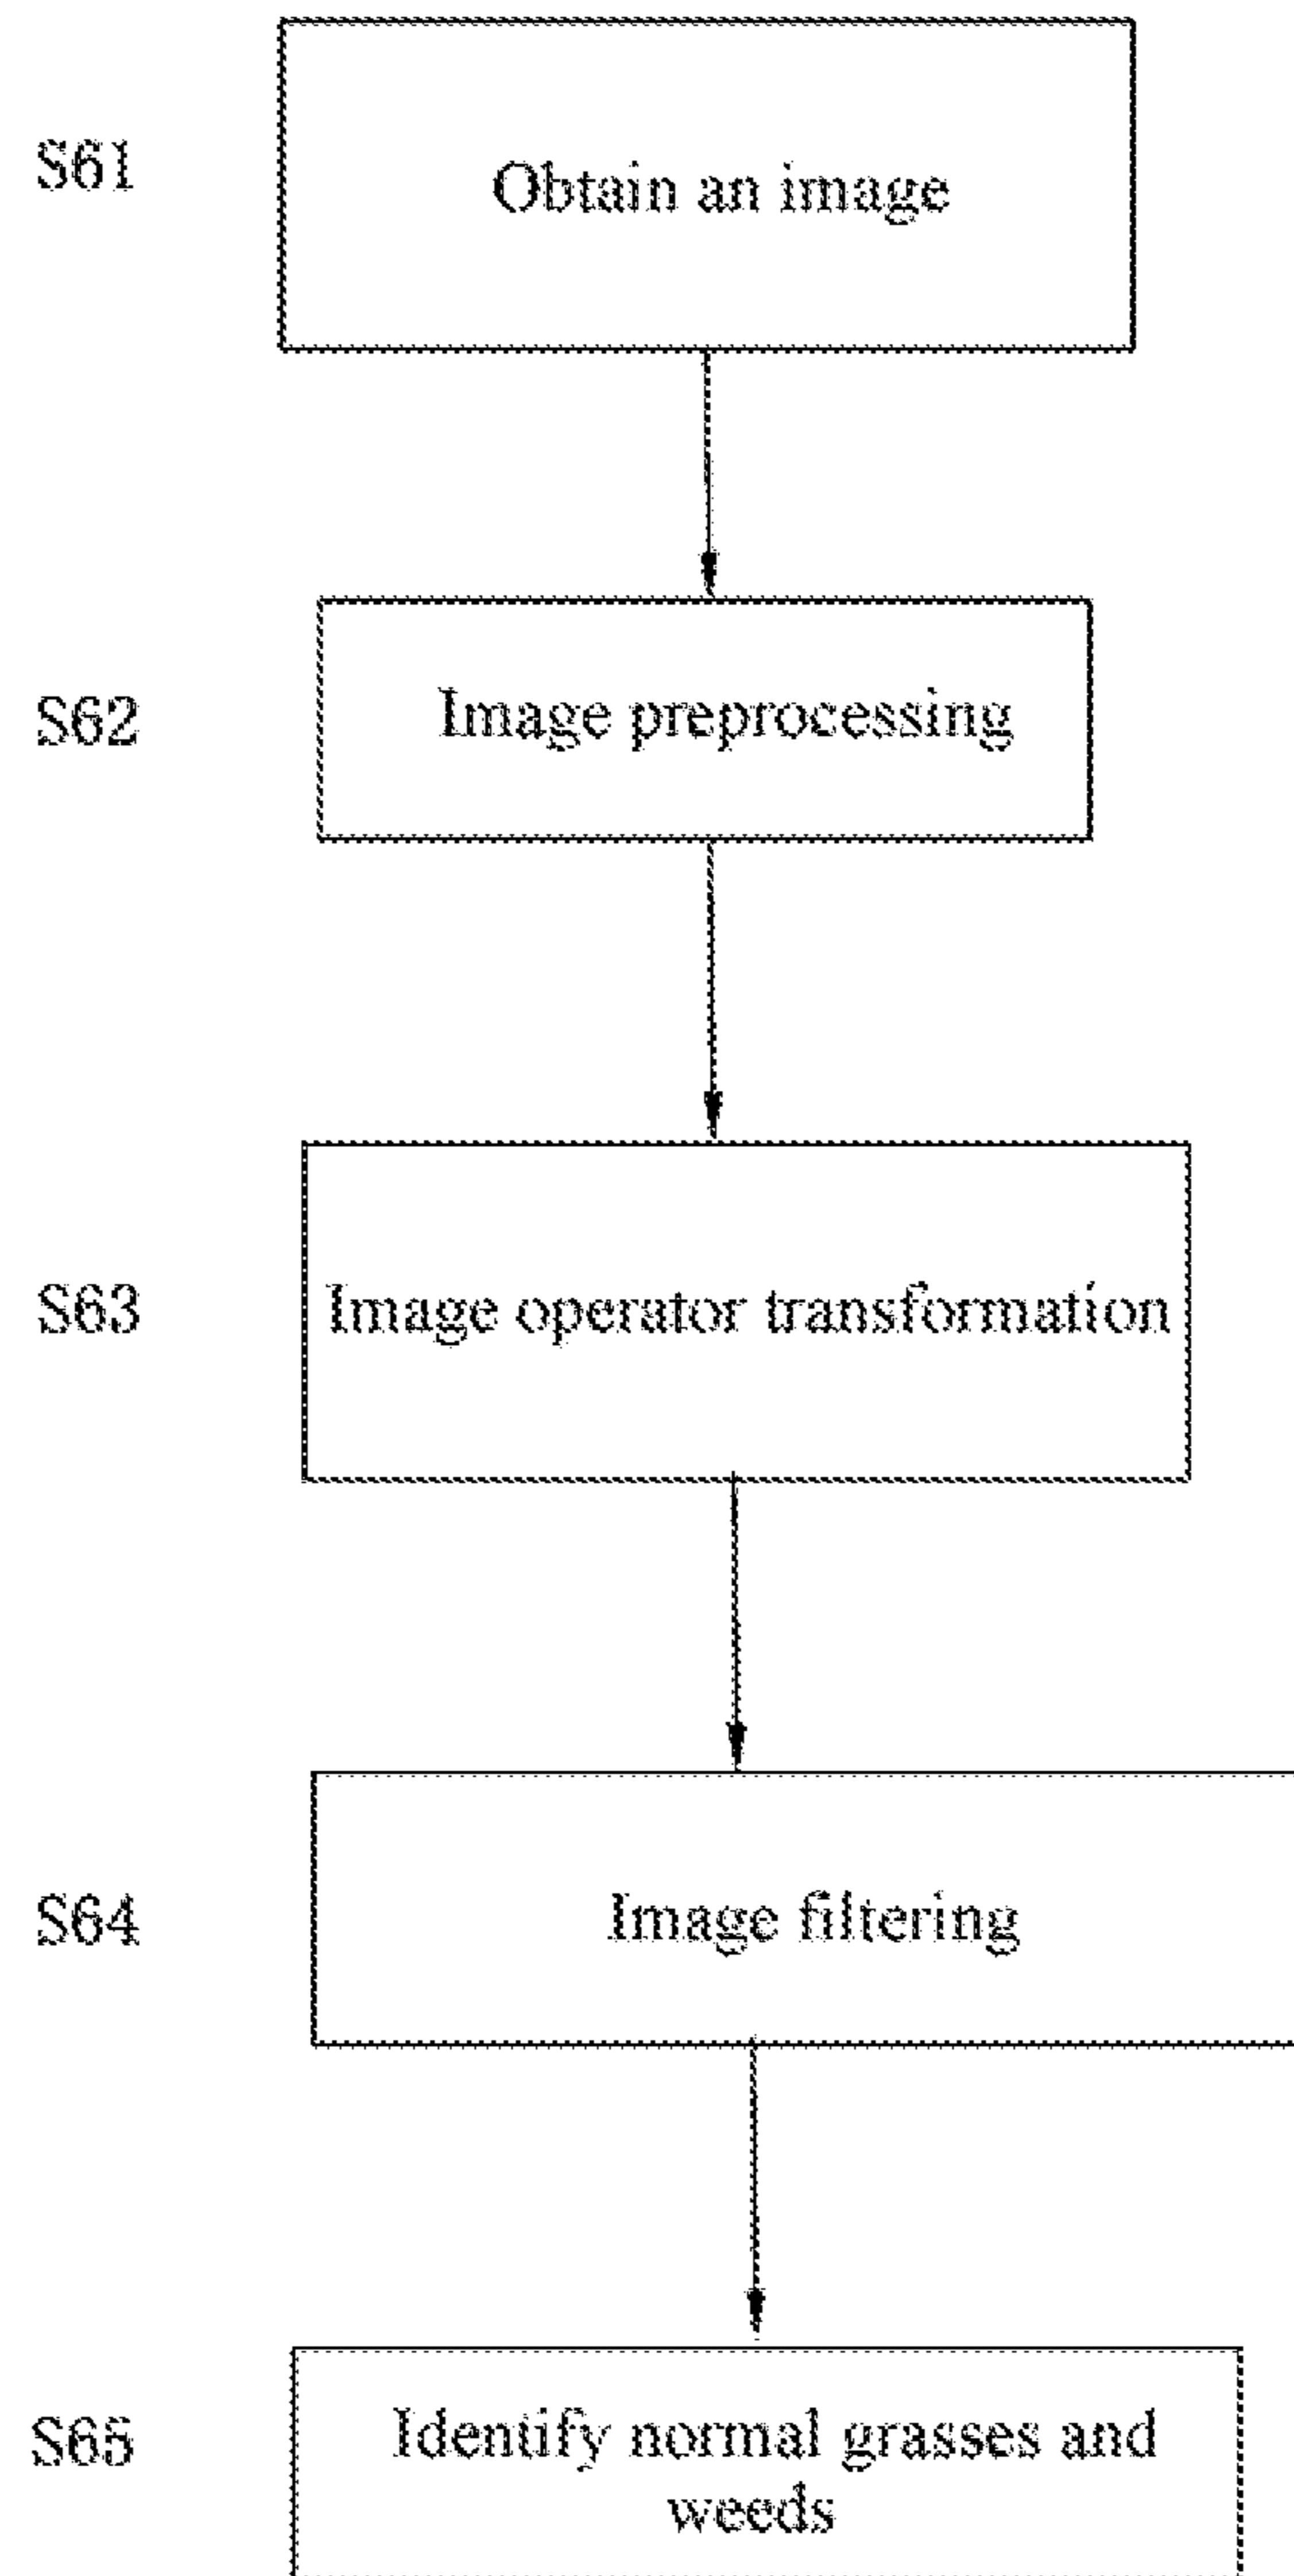 S61
Obtain an image
S62
Image preprocessing
S63
Image operator transformation
S64
Image filtering
S65
Identify normal grasses and
weeds